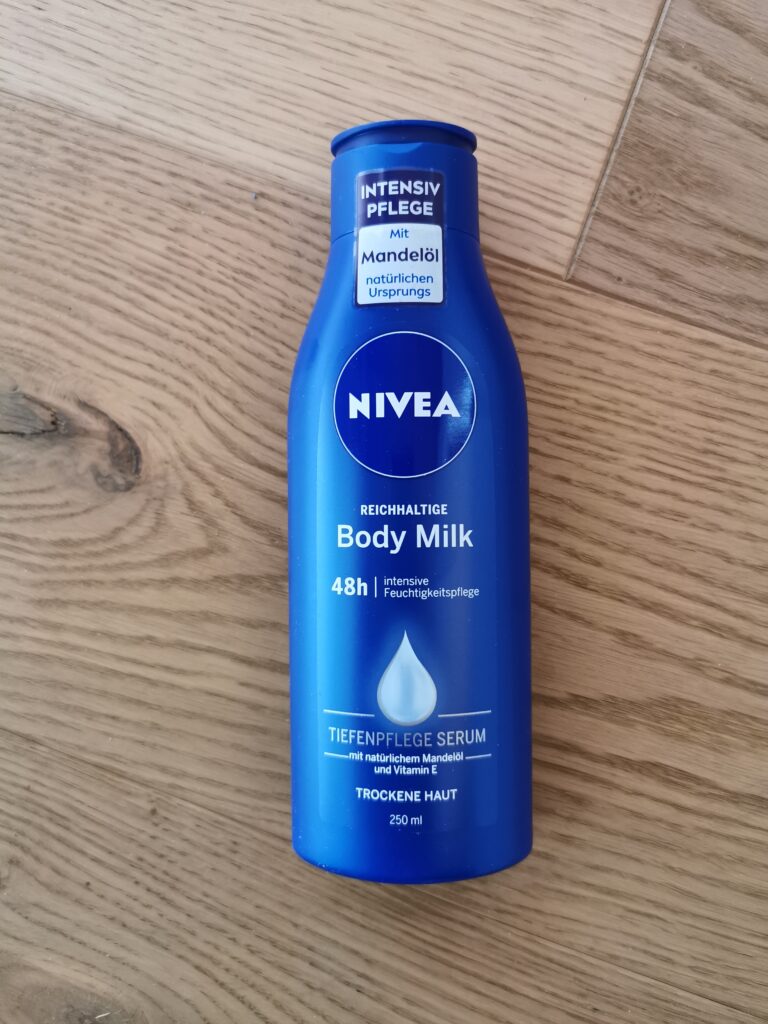 INTENSIV
PFLEGE
Mit
Mandelöl
natürlichen
Ursprungs
NIVEA
REICHHALTIGE
Body Milk
48h | intensive
Feuchtigkeitspflege
TIEFENPFLEGE SERUM
mit natürlichem Mandelöl
und Vitamin E
TROCKENE HAUT
250 ml